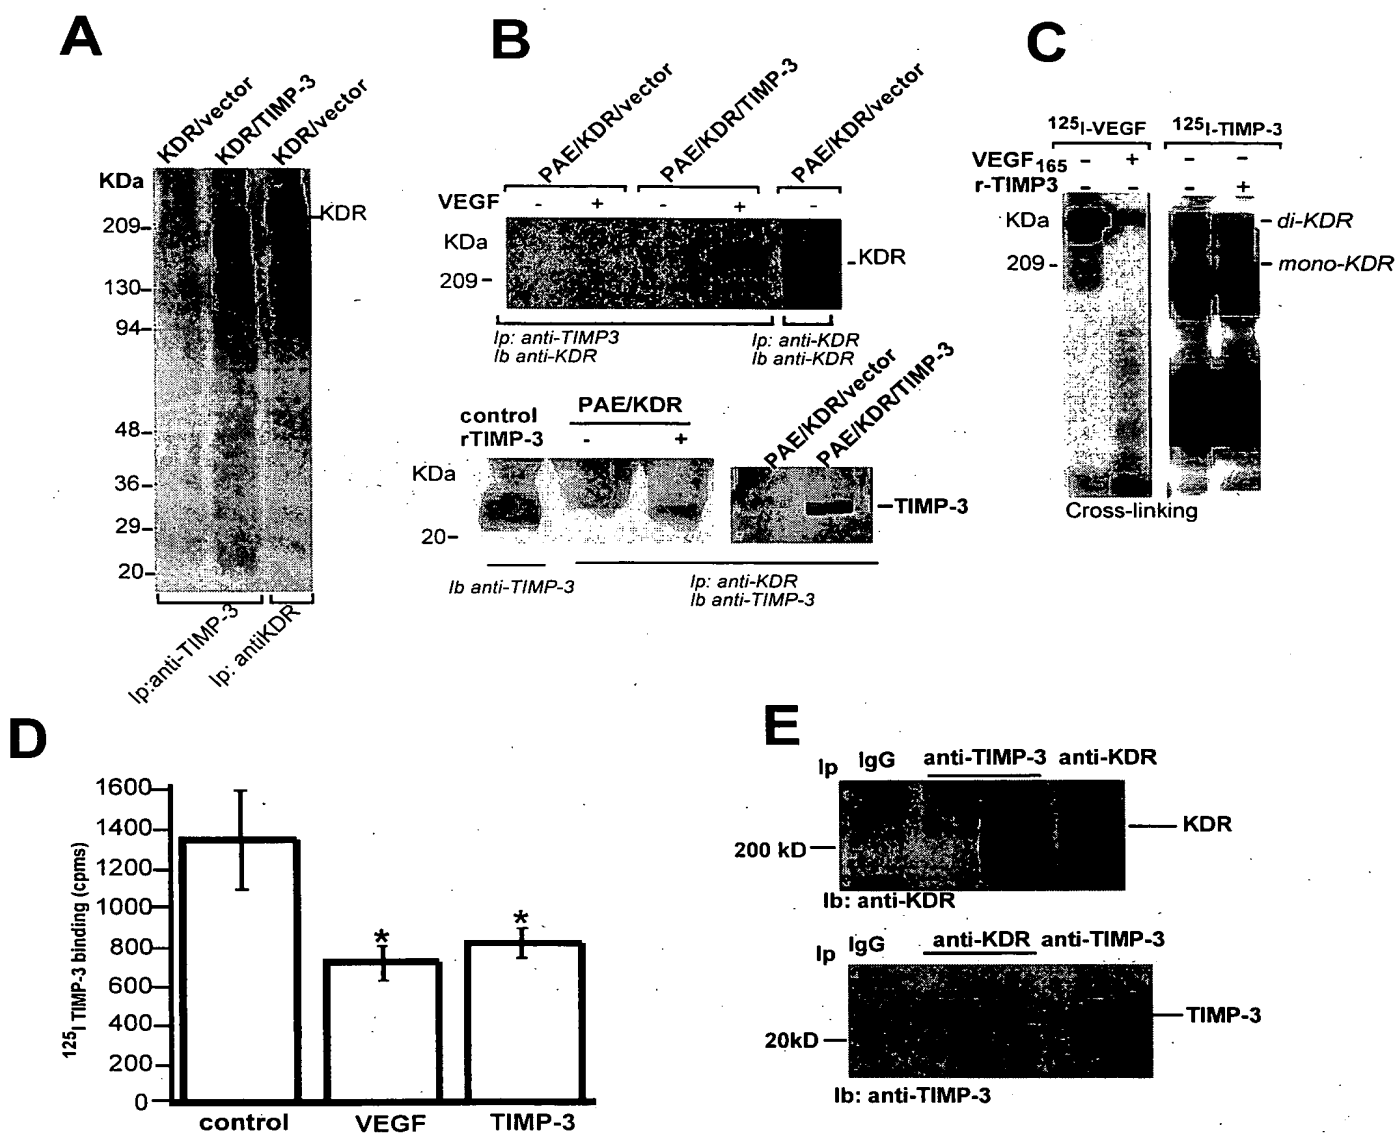 A
KDR/vector
KDR/TIMP-3
KDR/vector
KDa
209
130
94
48
36
29
20
KDR
Ip:anti-TIMP-3
Ip: antiKDR
B
PAE/KDR/vector
PAE/KDR/TIMP-3
PAE/KDR/vector
VEGF - + - + -
KDa
209
KDR
Ip: anti-TIMP3
Ib anti-KDR
Ip: anti-KDR
Ib anti-KDR
control
rTIMP-3
PAE/KDR
- +
PAE/KDR/vector
PAE/KDR/TIMP-3
KDa
20
TIMP-3
Ib anti-TIMP-3
Ip: anti-KDR
Ib anti-TIMP-3
C
125I-VEGF 125I-TIMP-3
VEGF165 - + - -
r-TIMP3 - - - +
KDa
209
di-KDR
mono-KDR
Cross-linking
D
125I TIMP-3 binding (cpms)
1600
1400
1200
1000
800
600
400
200
0
* *
control VEGF TIMP-3
E
Ip IgG anti-TIMP-3 anti-KDR
200 kD
KDR
Ib: anti-KDR
Ip IgG anti-KDR anti-TIMP-3
20kD
TIMP-3
Ib: anti-TIMP-3